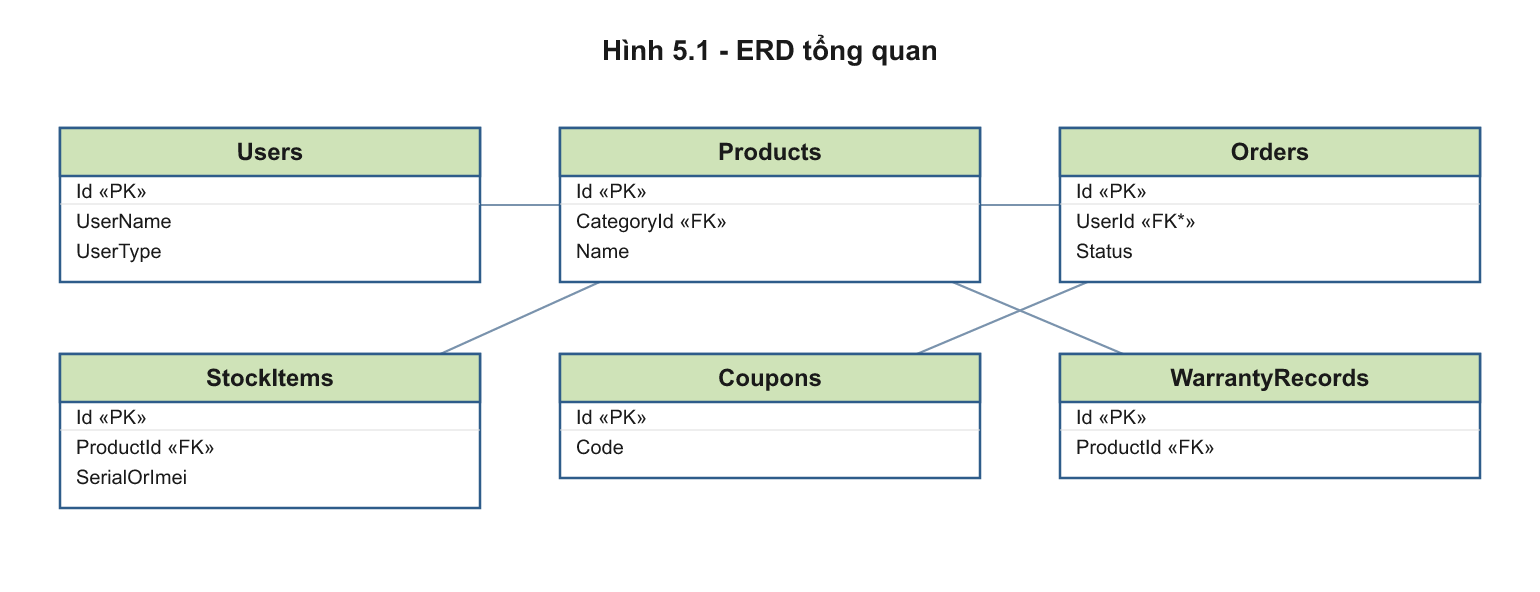 Hình 5.1 - ERD tổng quan
Users
Id «PK»
UserName
UserType
Products
Id «PK»
CategoryId «FK»
Name
Orders
Id «PK»
UserId «FK*»
Status
StockItems
Id «PK»
ProductId «FK»
SerialOrImei
Coupons
Id «PK»
Code
WarrantyRecords
Id «PK»
ProductId «FK»